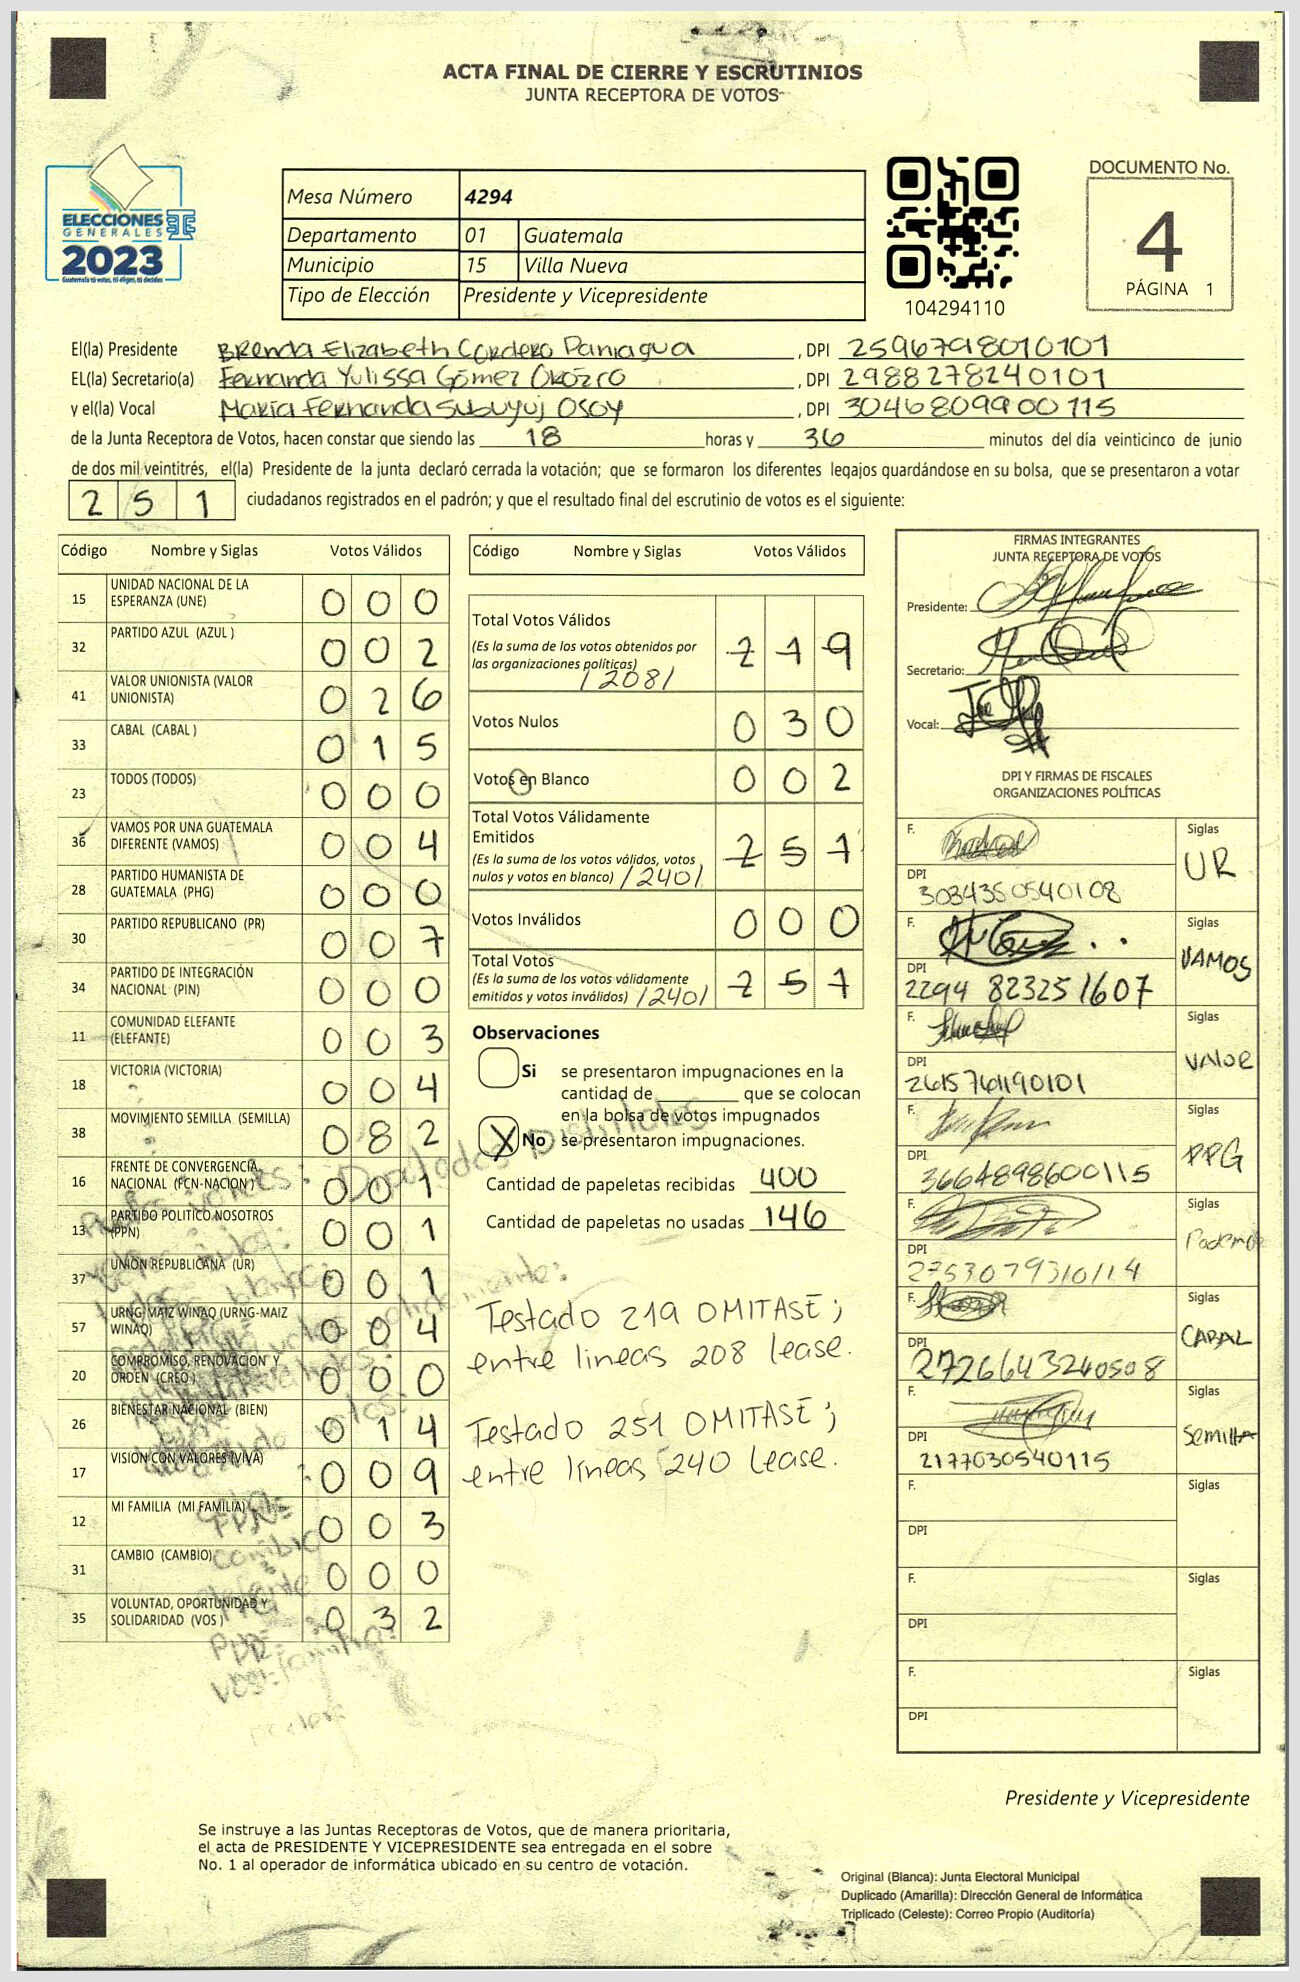 ACTA FINAL DE CIERRE Y ESCRUTINIOS
JUNTA RECEPTORA DE VOTOS
ELECCIONES
GENERALES
2023
Guatemala tú votas, tú eliges, tú decides
Mesa Número 4294
Departamento 01 Guatemala
Municipio 15 Villa Nueva
Tipo de Elección Presidente y Vicepresidente
104294110
DOCUMENTO No.
4
PÁGINA 1
El(la) Presidente Brenda Elizabeth Cordero Paniagua, DPI 2596798010101
EL(la) Secretario(a) Fernanda Yulissa Gómez Orozco, DPI 2988278240101
y el(la) Vocal María Fernanda Subuyuj Osoy, DPI 3046809900115
de la Junta Receptora de Votos, hacen constar que siendo las 18 horas y 36 minutos del día veinticinco de junio
de dos mil veintitrés, el(la) Presidente de la junta declaró cerrada la votación; que se formaron los diferentes legajos guardándose en su bolsa, que se presentaron a votar
2 5 1 ciudadanos registrados en el padrón; y que el resultado final del escrutinio de votos es el siguiente:
Código Nombre y Siglas Votos Válidos
15 UNIDAD NACIONAL DE LA ESPERANZA (UNE) 0 0 0
32 PARTIDO AZUL (AZUL ) 0 0 2
41 VALOR UNIONISTA (VALOR UNIONISTA) 0 2 6
33 CABAL (CABAL ) 0 1 5
23 TODOS (TODOS) 0 0 0
36 VAMOS POR UNA GUATEMALA DIFERENTE (VAMOS) 0 0 4
28 PARTIDO HUMANISTA DE GUATEMALA (PHG) 0 0 0
30 PARTIDO REPUBLICANO (PR) 0 0 7
34 PARTIDO DE INTEGRACIÓN NACIONAL (PIN) 0 0 0
11 COMUNIDAD ELEFANTE (ELEFANTE) 0 0 3
18 VICTORIA (VICTORIA) 0 0 4
38 MOVIMIENTO SEMILLA (SEMILLA) 0 8 2
16 FRENTE DE CONVERGENCIA NACIONAL (FCN-NACION ) 0 0 1
13 PARTIDO POLITICO NOSOTROS (PPN) 0 0 1
37 UNION REPUBLICANA (UR) 0 0 1
57 URNG MAIZ WINAQ (URNG-MAIZ WINAQ) 0 0 4
20 COMPROMISO, RENOVACION Y ORDEN (CREO ) 0 0 0
26 BIENESTAR NACIONAL (BIEN) 0 1 4
17 VISION CON VALORES (VIVA) 0 0 9
12 MI FAMILIA (MI FAMILIA) 0 0 3
31 CAMBIO (CAMBIO) 0 0 0
35 VOLUNTAD, OPORTUNIDAD Y SOLIDARIDAD (VOS ) 0 3 2
Código Nombre y Siglas Votos Válidos
Total Votos Válidos 2 1 9
(Es la suma de los votos obtenidos por
las organizaciones políticas)
/208/
Votos Nulos 0 3 0
Votos en Blanco 0 0 2
Total Votos Válidamente
Emitidos 2 5 1
(Es la suma de los votos válidos, votos
nulos y votos en blanco) /240/
Votos Inválidos 0 0 0
Total Votos 2 5 1
(Es la suma de los votos válidamente
emitidos y votos inválidos) /240/
Observaciones
Si se presentaron impugnaciones en la
cantidad de ________ que se colocan
en la bolsa de votos impugnados
X No se presentaron impugnaciones.
Cantidad de papeletas recibidas 400
Cantidad de papeletas no usadas 146
Testado 219 OMITASE;
entre lineas 208 lease.
Testado 251 OMITASE;
entre líneas 240 lease.
FIRMAS INTEGRANTES
JUNTA RECEPTORA DE VOTOS
Presidente:
Secretario:
Vocal:
DPI Y FIRMAS DE FISCALES
ORGANIZACIONES POLÍTICAS
F. Siglas UR
DPI 3084350540108
F. Siglas VAMOS
DPI 2294 823251607
F. Siglas VALOR
DPI 2615761190101
F. Siglas PPG
DPI 3664898600115
F. Siglas Podemos
DPI 2753079310114
F. Siglas CABAL
DPI 2726643240508
F. Siglas Semilla
DPI 2177030540115
F. Siglas
DPI
F. Siglas
DPI
F. Siglas
DPI
Presidente y Vicepresidente
Se instruye a las Juntas Receptoras de Votos, que de manera prioritaria,
el acta de PRESIDENTE Y VICEPRESIDENTE sea entregada en el sobre
No. 1 al operador de informática ubicado en su centro de votación.
Original (Blanca): Junta Electoral Municipal
Duplicado (Amarilla): Dirección General de Informática
Triplicado (Celeste): Correo Propio (Auditoría)